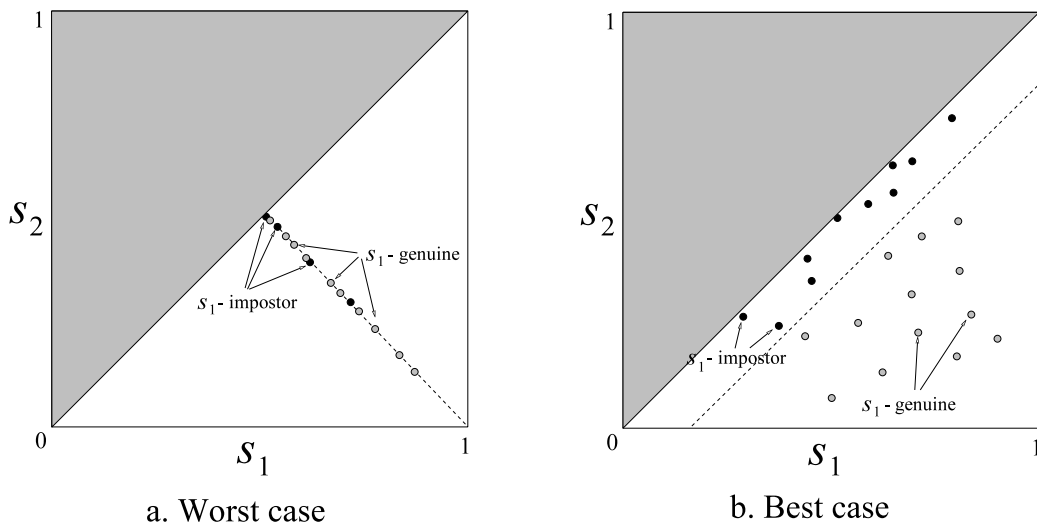 1
s₂
s₁- genuine
s₁- impostor
0
s₁
1
a. Worst case
1
s₂
s₁- impostor
s₁- genuine
0
s₁
1
b. Best case